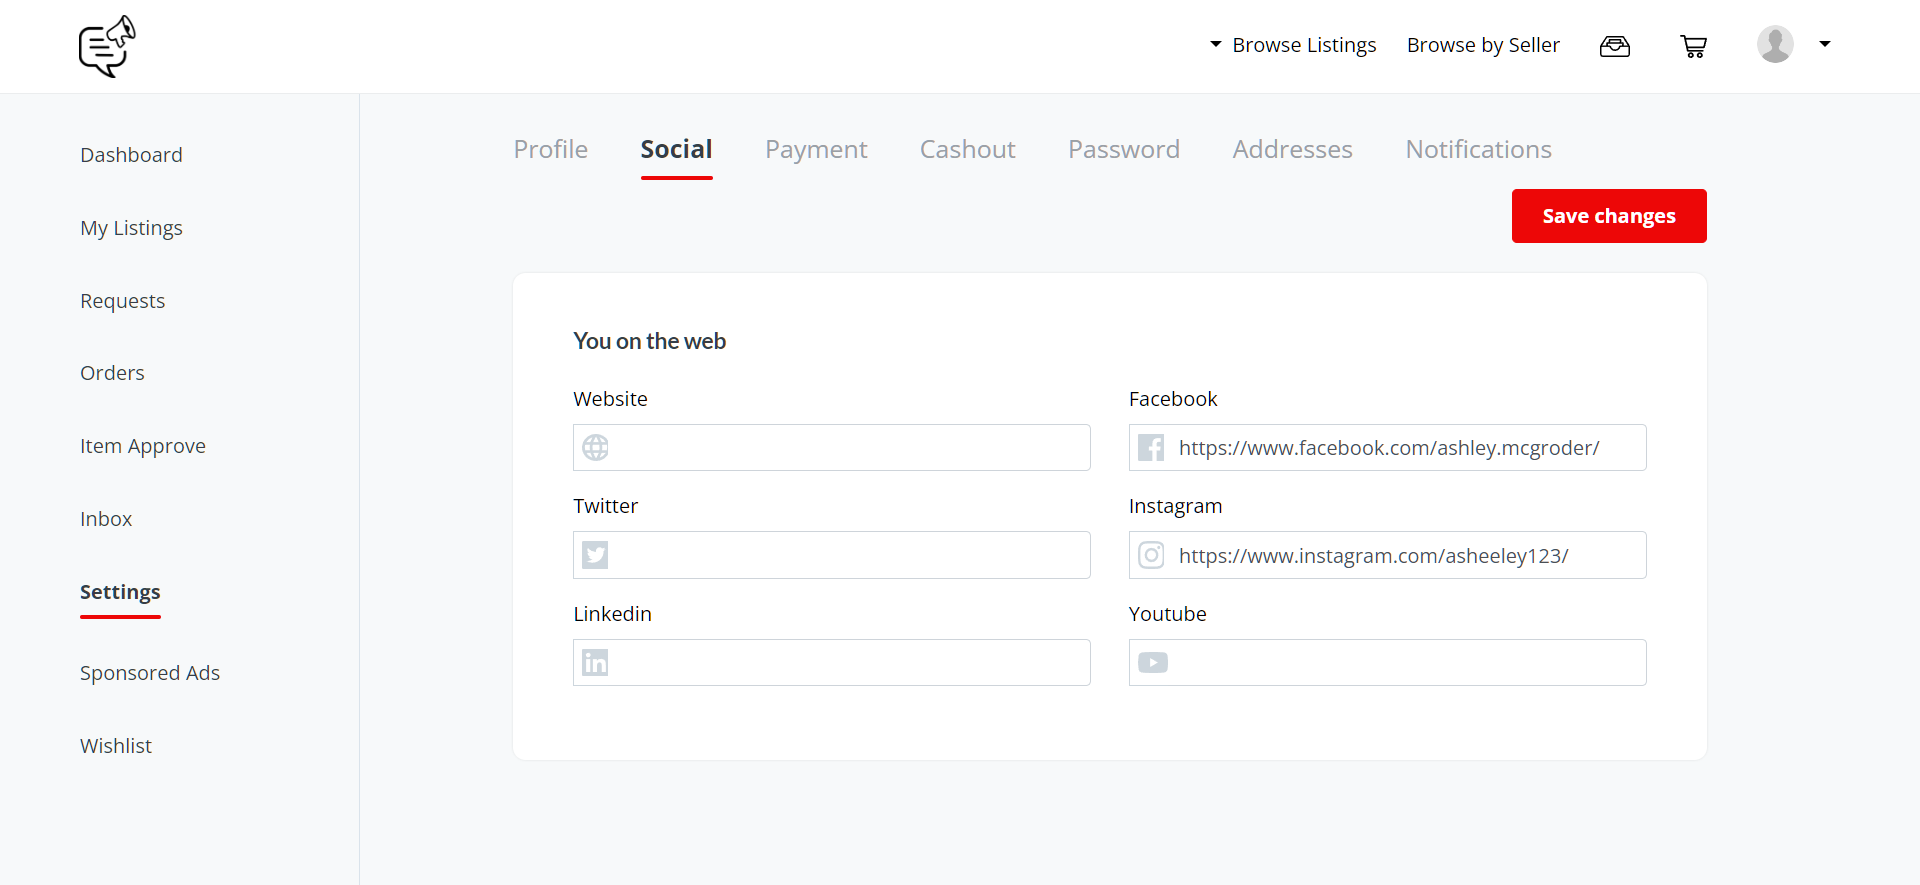 Browse Listings
Browse by Seller
Dashboard
My Listings
Requests
Orders
Item Approve
Inbox
Settings
Sponsored Ads
Wishlist
Profile
Social
Payment
Cashout
Password
Addresses
Notifications
Save changes
You on the web
Website
Facebook
https://www.facebook.com/ashley.mcgroder/
Twitter
Instagram
https://www.instagram.com/asheeley123/
Linkedin
Youtube